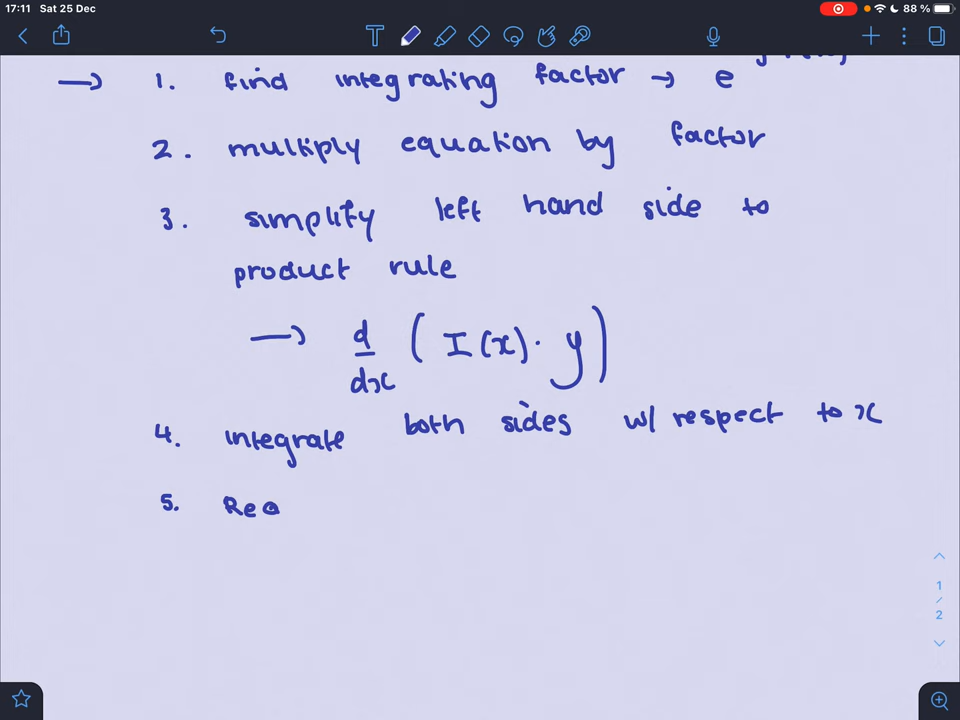 17:11 Sat 25 Dec 88 %
→ 1. find integrating factor → e
2. multiply equation by factor
3. simplify left hand side to
product rule
→ d/dx ( I(x) · y )
4. integrate both sides w/ respect to x
5. Rea
1
/
2